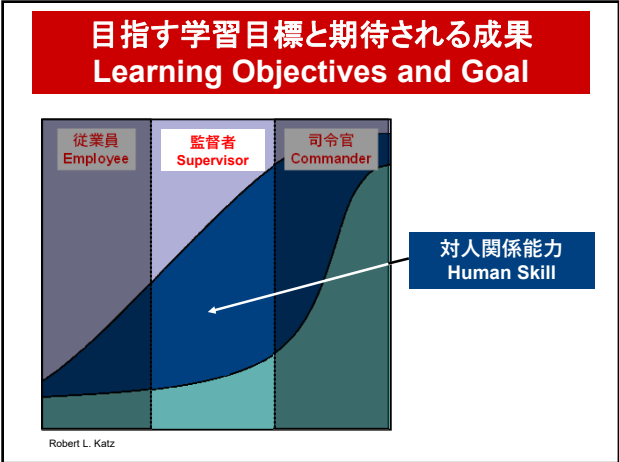 目指す学習目標と期待される成果
Learning Objectives and Goal
従業員
Employee
監督者
Supervisor
司令官
Commander
対人関係能力
Human Skill
Robert L. Katz